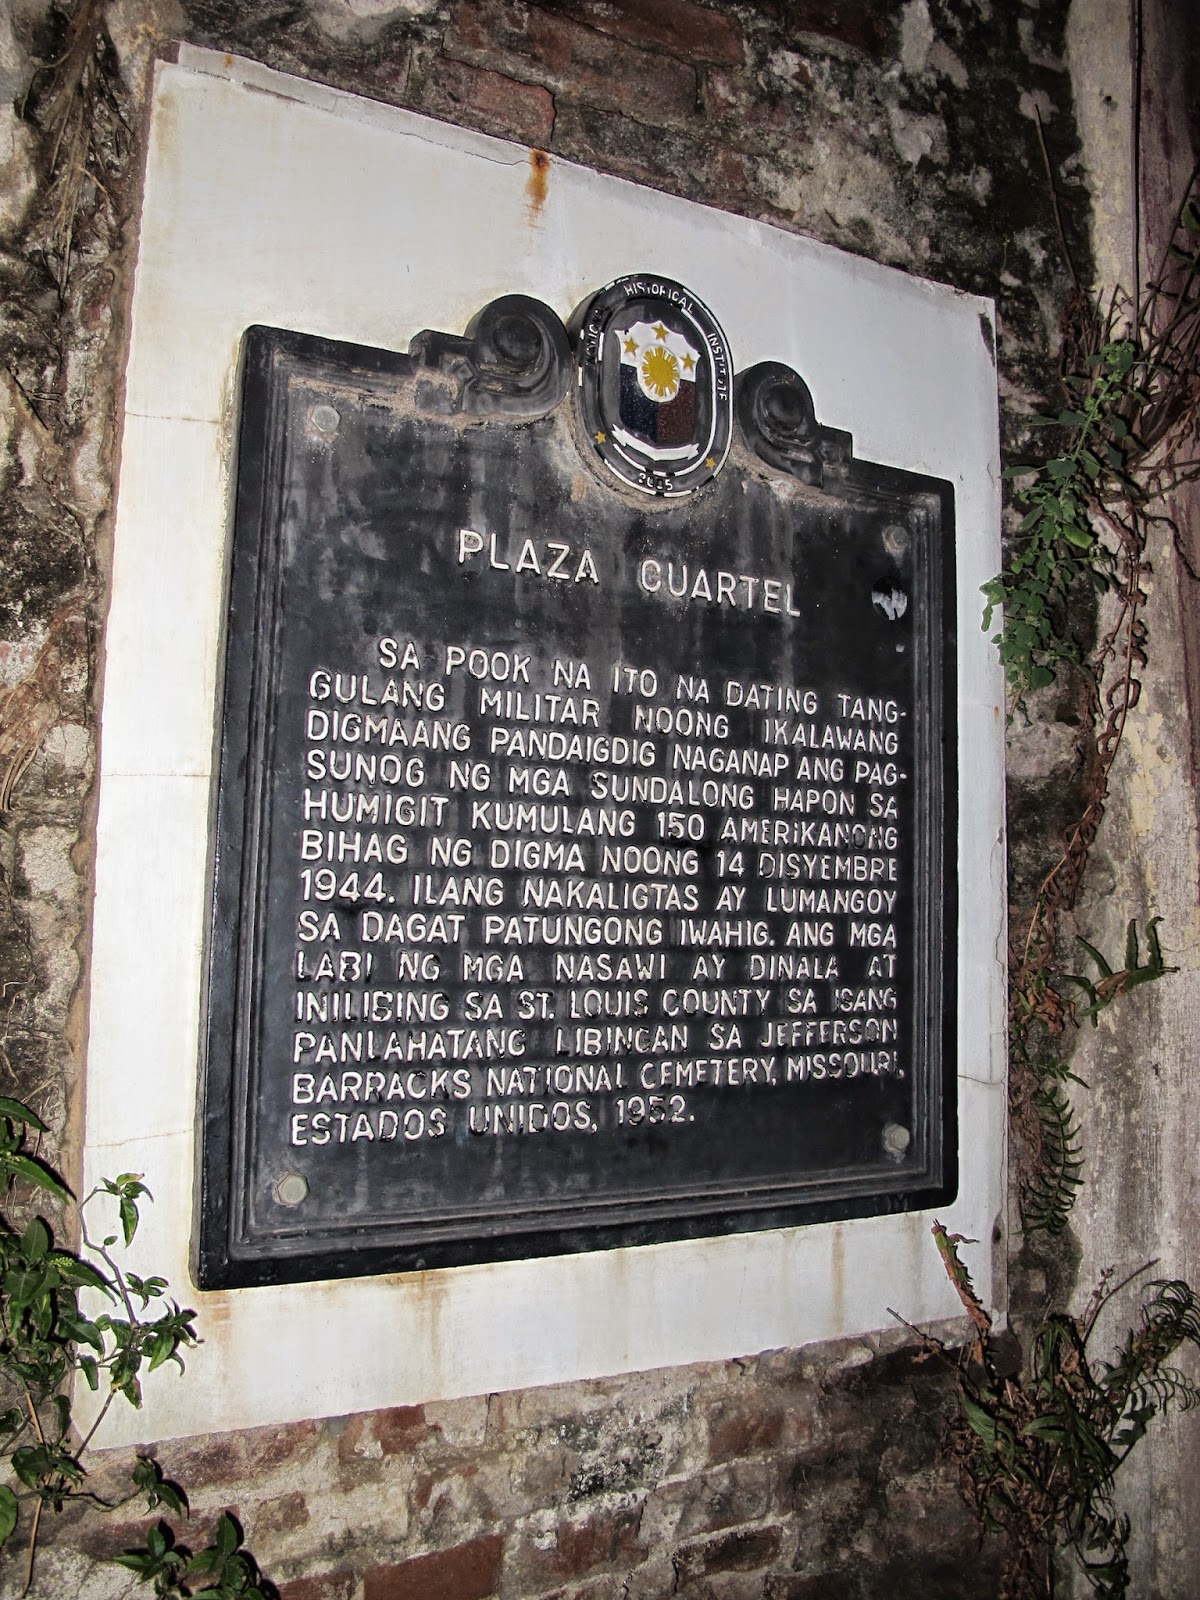 HISTORICAL INSTITUTE
2005
PLAZA CUARTEL
SA POOK NA ITO NA DATING TANG-
GULANG MILITAR NOONG IKALAWANG
DIGMAANG PANDAIGDIG NAGANAP ANG PAG-
SUNOG NG MGA SUNDALONG HAPON SA
HUMIGIT KUMULANG 150 AMERIKANONG
BIHAG NG DIGMA NOONG 14 DISYEMBRE
1944. ILANG NAKALIGTAS AY LUMANGOY
SA DAGAT PATUNGONG IWAHIG. ANG MGA
LABI NG MGA NASAWI AY DINALA AT
INILIBING SA ST. LOUIS COUNTY SA ISANG
PANLAHATANG LIBINGAN SA JEFFERSON
BARRACKS NATIONAL CEMETERY, MISSOURI,
ESTADOS UNIDOS, 1952.